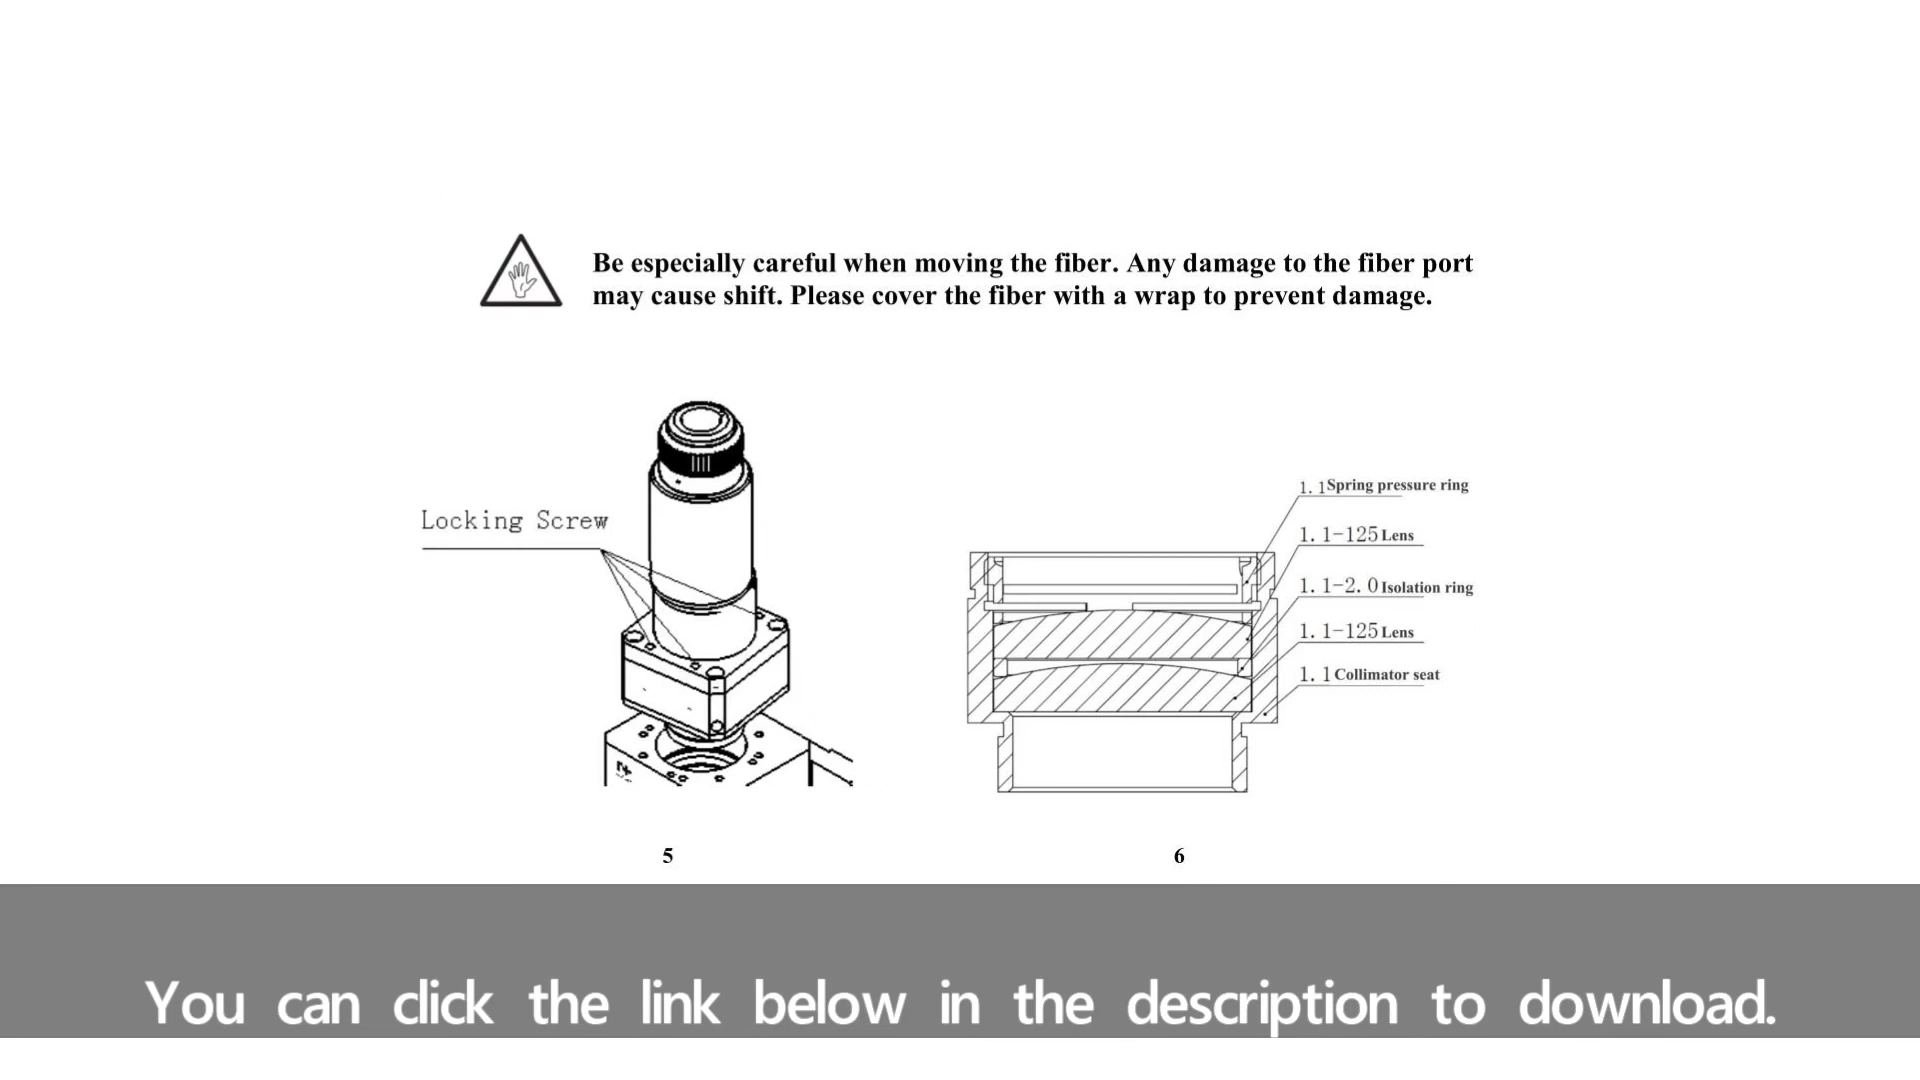 Be especially careful when moving the fiber. Any damage to the fiber port
may cause shift. Please cover the fiber with a wrap to prevent damage.
Locking Screw
1.1Spring pressure ring
1.1-125Lens
1.1-2.0Isolation ring
1.1-125Lens
1.1Collimator seat
5
6
You can click the link below in the description to download.